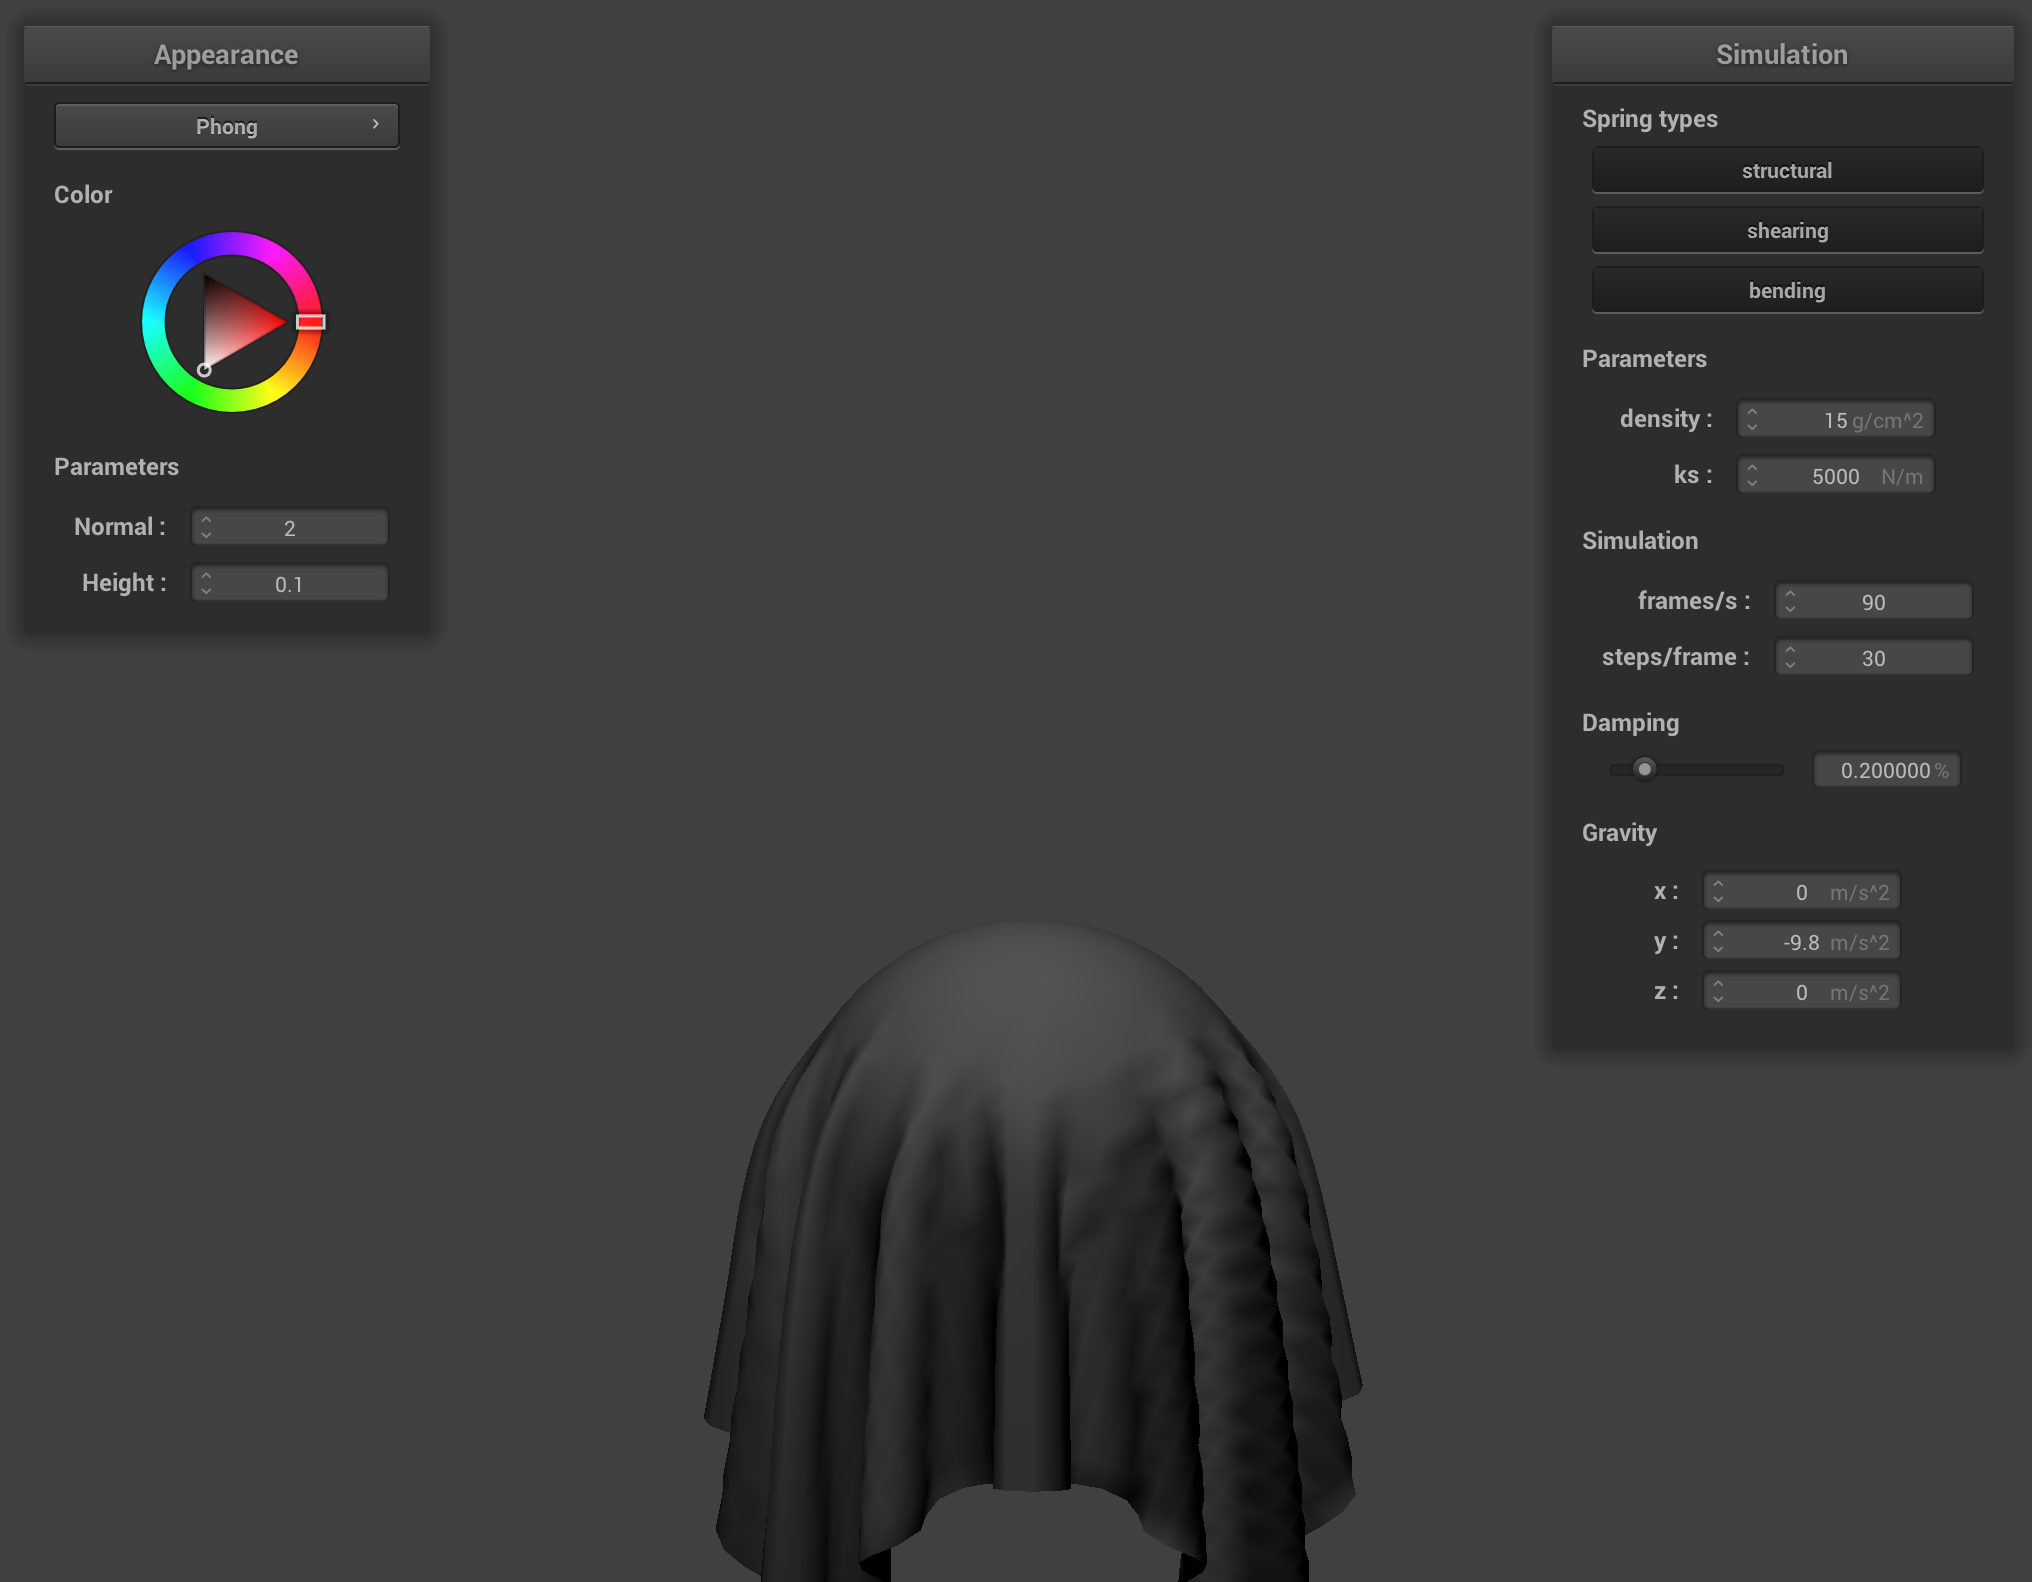 Appearance
Phong
Color
Parameters
Normal : 2
Height : 0.1
Simulation
Spring types
structural
shearing
bending
Parameters
density : 15 g/cm^2
ks : 5000 N/m
Simulation
frames/s : 90
steps/frame : 30
Damping
0.200000 %
Gravity
x : 0 m/s^2
y : -9.8 m/s^2
z : 0 m/s^2